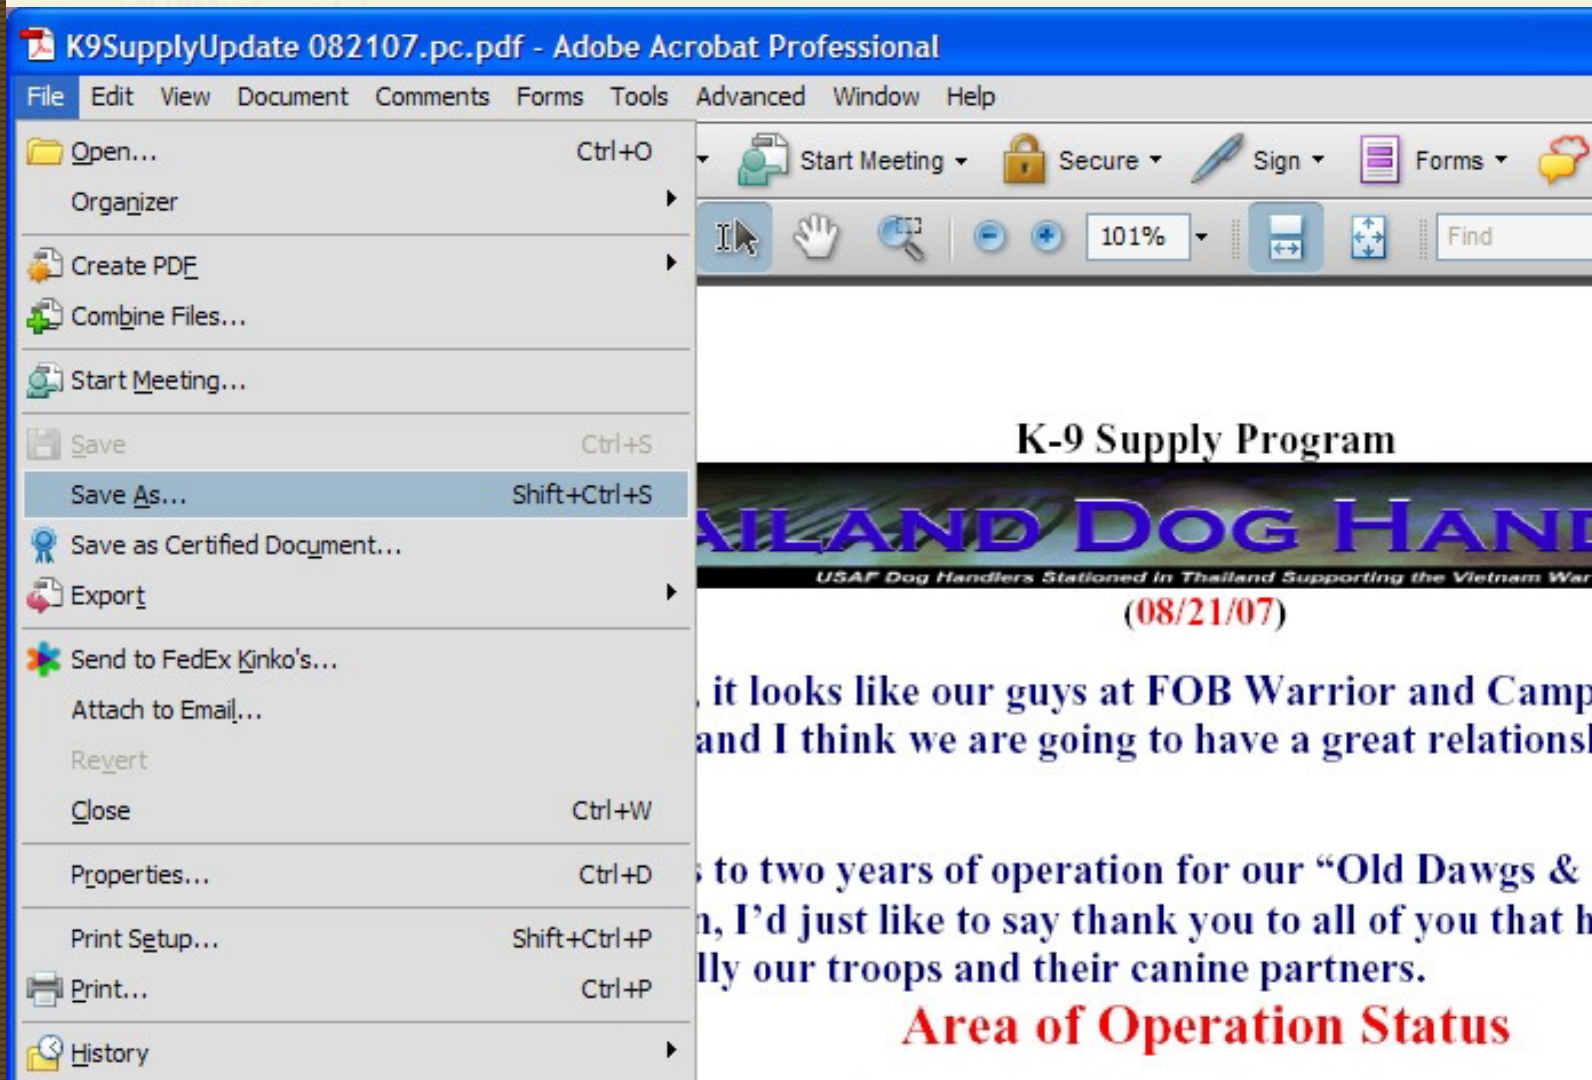 K9SupplyUpdate 082107.pc.pdf - Adobe Acrobat Professional
File Edit View Document Comments Forms Tools Advanced Window Help
Open... Ctrl+O
Organizer
Create PDF
Combine Files...
Start Meeting...
Save Ctrl+S
Save As... Shift+Ctrl+S
Save as Certified Document...
Export
Send to FedEx Kinko's...
Attach to Email...
Revert
Close Ctrl+W
Properties... Ctrl+D
Print Setup... Shift+Ctrl+P
Print... Ctrl+P
History
Start Meeting Secure Sign Forms
101% Find
K-9 Supply Program
AILAND DOG HAND
USAF Dog Handlers Stationed in Thailand Supporting the Vietnam War
(08/21/07)
, it looks like our guys at FOB Warrior and Camp
and I think we are going to have a great relationsh
s to two years of operation for our “Old Dawgs &
n, I’d just like to say thank you to all of you that h
lly our troops and their canine partners.
Area of Operation Status